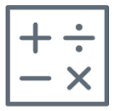 + ÷
− ×